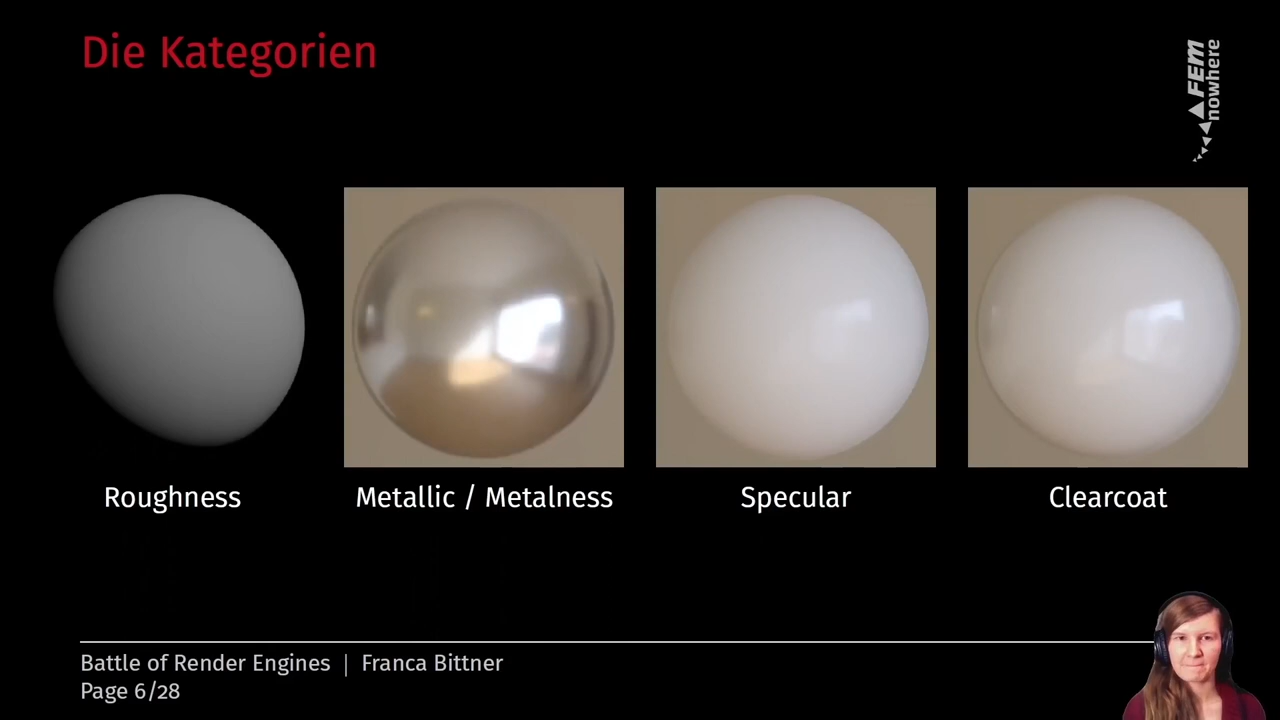 Die Kategorien
FEM
nowhere
Roughness
Metallic / Metalness
Specular
Clearcoat
Battle of Render Engines | Franca Bittner
Page 6/28